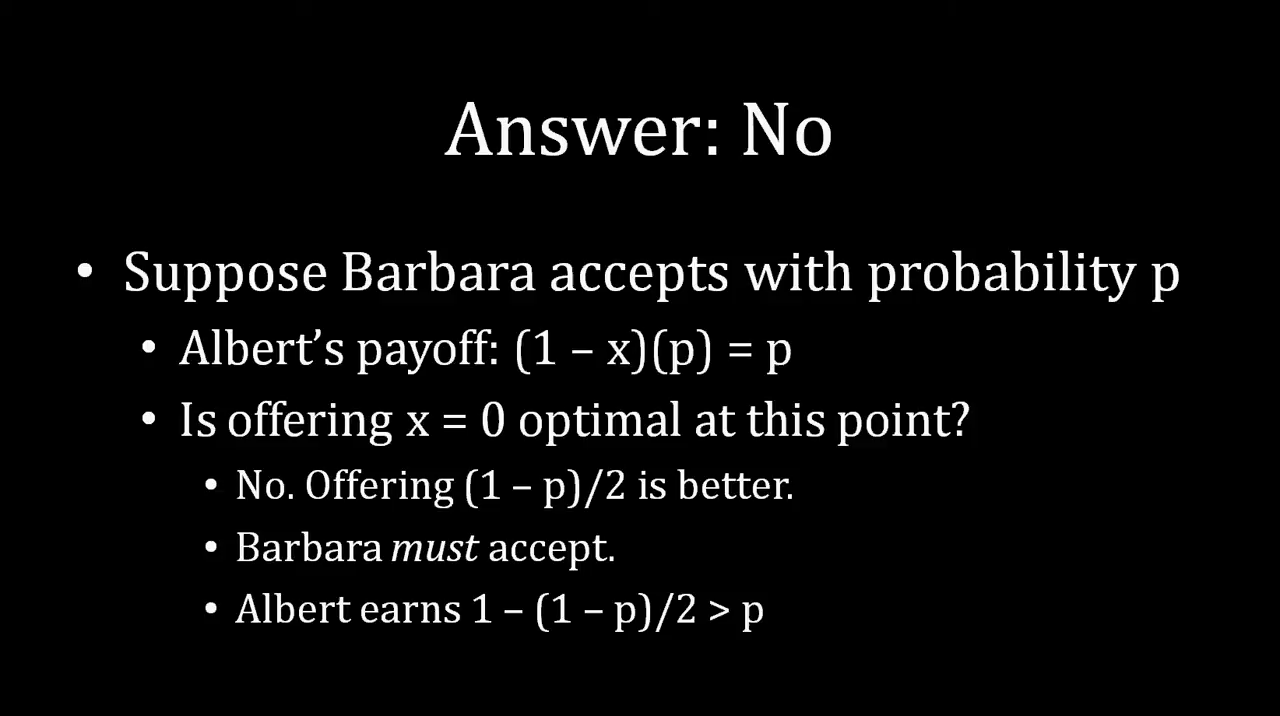 Answer: No
• Suppose Barbara accepts with probability p
• Albert’s payoff: (1 – x)(p) = p
• Is offering x = 0 optimal at this point?
• No. Offering (1 – p)/2 is better.
• Barbara must accept.
• Albert earns 1 – (1 – p)/2 > p